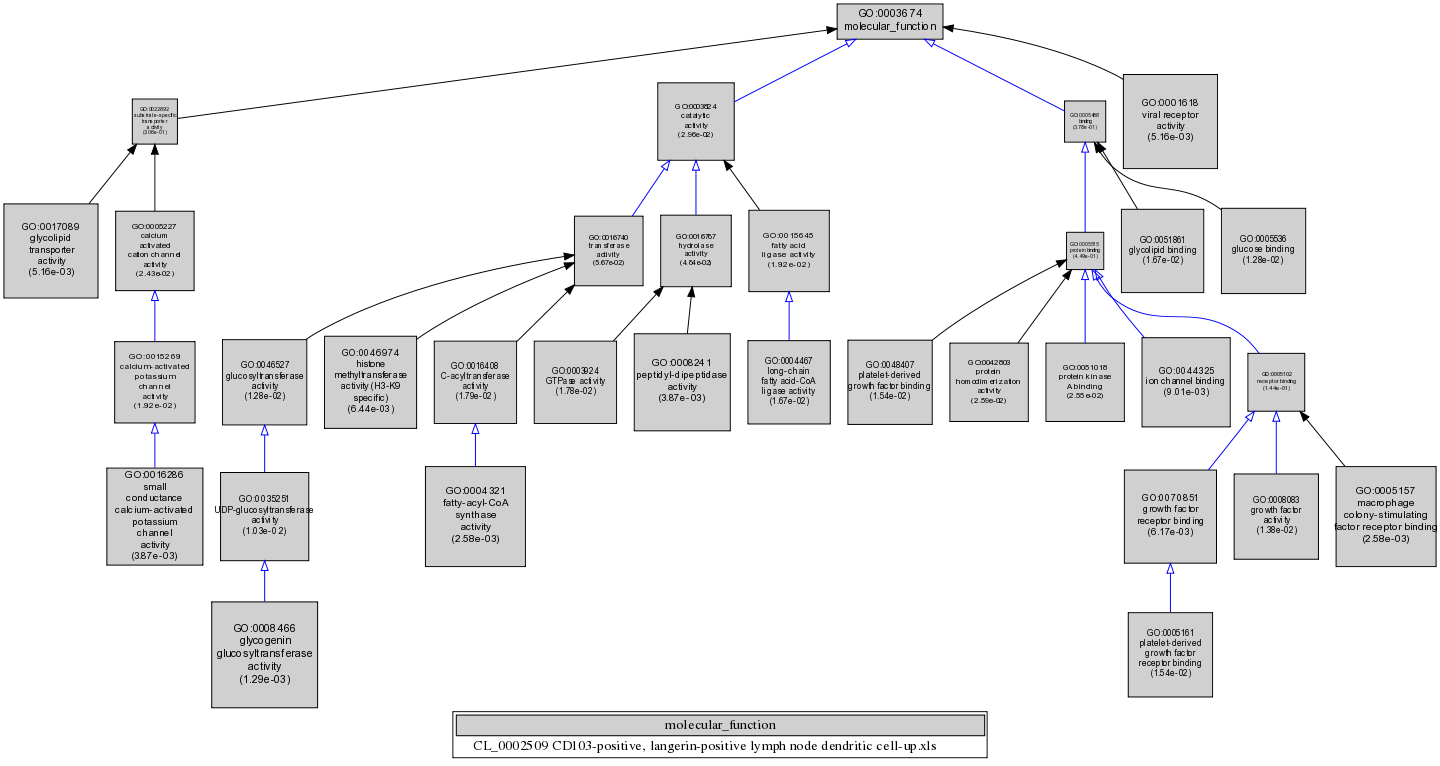 GO:0003674
molecular_function
GO:0022892
substrate-specific
transporter
activity
(3.06e-01)
GO:0003824
catalytic
activity
(2.96e-02)
GO:0005488
binding
(3.78e-01)
GO:0001618
viral receptor
activity
(5.16e-03)
GO:0017089
glycolipid
transporter
activity
(5.16e-03)
GO:0005227
calcium
activated
cation channel
activity
(2.43e-02)
GO:0016740
transferase
activity
(5.67e-02)
GO:0016787
hydrolase
activity
(4.64e-02)
GO:0015645
fatty acid
ligase activity
(1.92e-02)
GO:0005515
protein binding
(4.49e-01)
GO:0051861
glycolipid binding
(1.67e-02)
GO:0005536
glucose binding
(1.28e-02)
GO:0015269
calcium-activated
potassium
channel
activity
(1.92e-02)
GO:0046527
glucosyltransferase
activity
(1.28e-02)
GO:0046974
histone
methyltransferase
activity (H3-K9
specific)
(6.44e-03)
GO:0016408
C-acyltransferase
activity
(1.79e-02)
GO:0003924
GTPase activity
(1.78e-02)
GO:0008241
peptidyl-dipeptidase
activity
(3.87e-03)
GO:0004467
long-chain
fatty acid-CoA
ligase activity
(1.67e-02)
GO:0048407
platelet-derived
growth factor binding
(1.54e-02)
GO:0042803
protein
homodimerization
activity
(2.59e-02)
GO:0051018
protein kinase
A binding
(2.55e-02)
GO:0044325
ion channel binding
(9.01e-03)
GO:0005102
receptor binding
(1.44e-01)
GO:0016286
small
conductance
calcium-activated
potassium
channel
activity
(3.87e-03)
GO:0035251
UDP-glucosyltransferase
activity
(1.03e-02)
GO:0004321
fatty-acyl-CoA
synthase
activity
(2.58e-03)
GO:0070851
growth factor
receptor binding
(6.17e-03)
GO:0008083
growth factor
activity
(1.38e-02)
GO:0005157
macrophage
colony-stimulating
factor receptor binding
(2.58e-03)
GO:0008466
glycogenin
glucosyltransferase
activity
(1.29e-03)
GO:0005161
platelet-derived
growth factor
receptor binding
(1.54e-02)
molecular_function
CL_0002509 CD103-positive, langerin-positive lymph node dendritic cell-up.xls